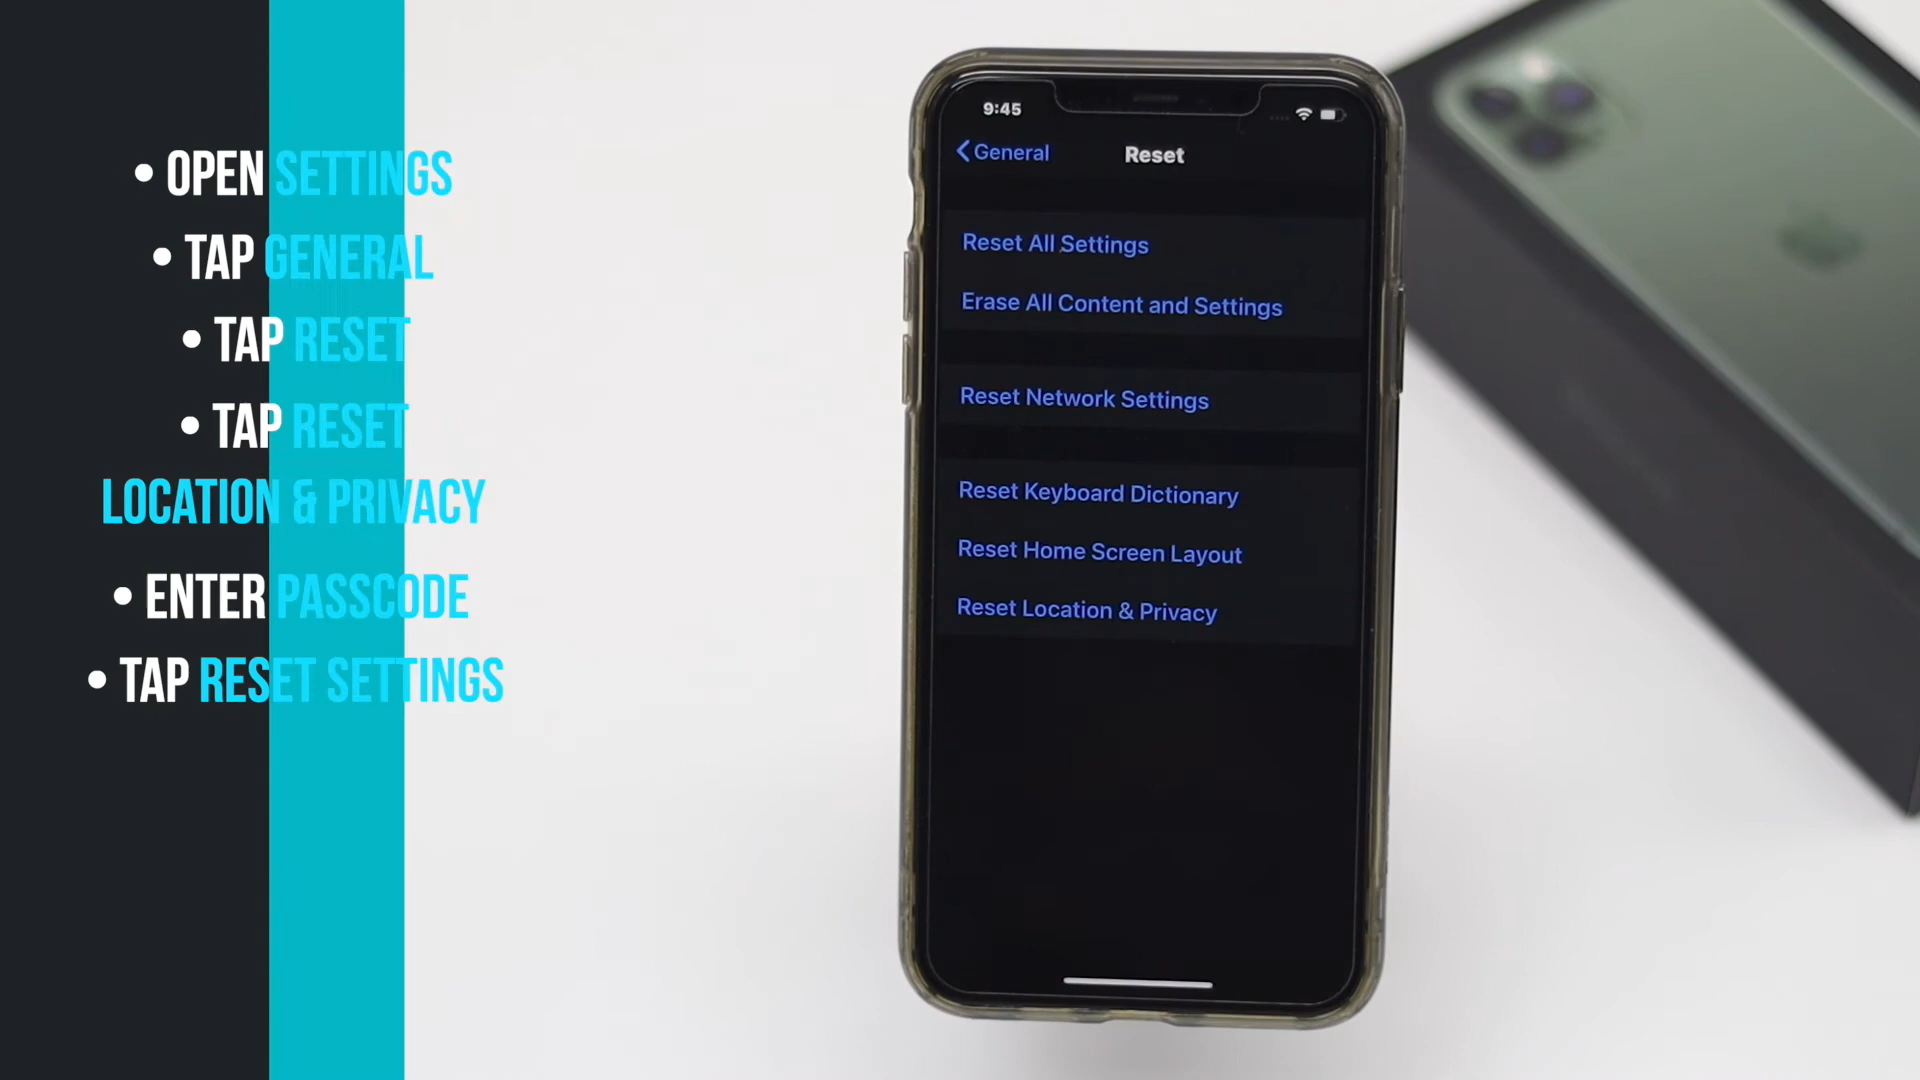 • OPEN SETTINGS
• TAP GENERAL
• TAP RESET
• TAP RESET
LOCATION & PRIVACY
• ENTER PASSCODE
• TAP RESET SETTINGS
9:45
General
Reset
Reset All Settings
Erase All Content and Settings
Reset Network Settings
Reset Keyboard Dictionary
Reset Home Screen Layout
Reset Location & Privacy